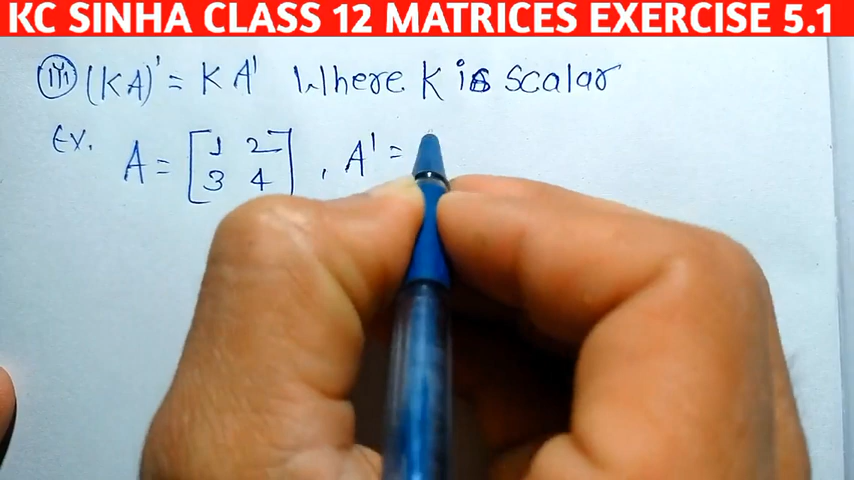 KC SINHA CLASS 12 MATRICES EXERCISE 5.1
(iii) (KA)' = KA' Where K is scalar
Ex. A = [1 2
3 4], A' =